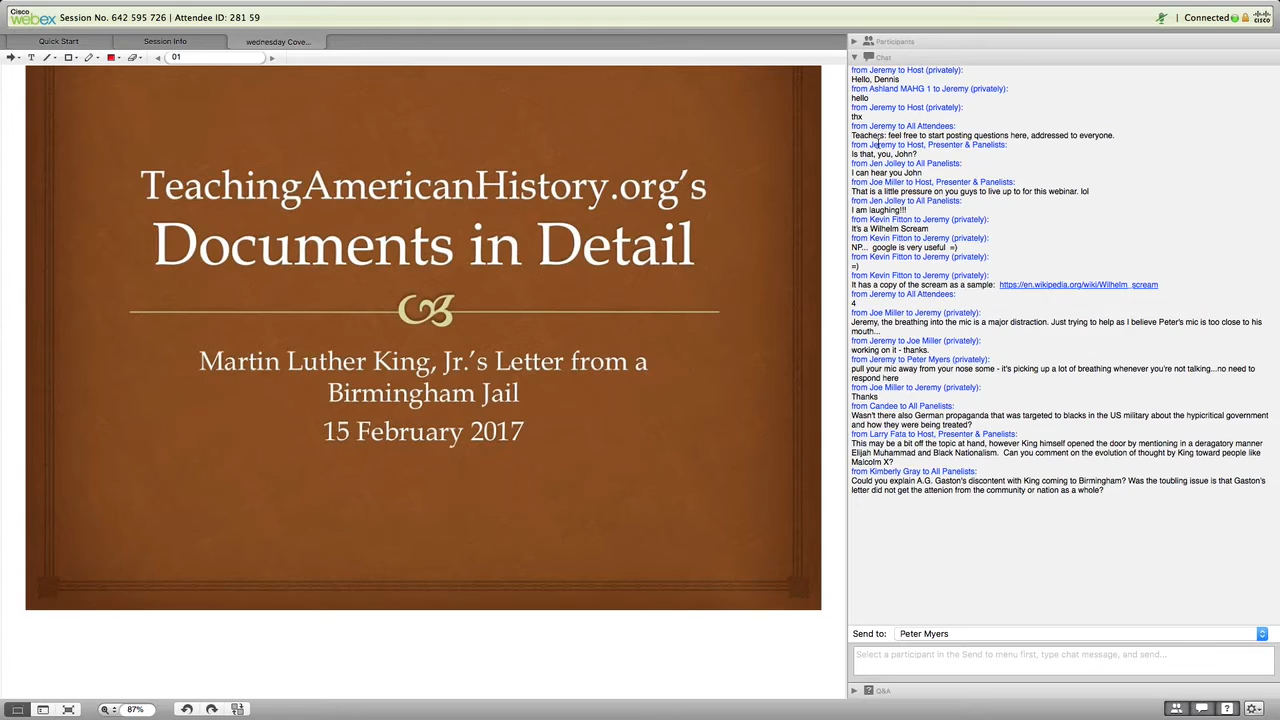 Cisco
webex
Session No. 642 595 726 | Attendee ID: 281 59
Connected
CISCO
Quick Start
Session Info
wednesday Cove...
T
01
TeachingAmericanHistory.org’s
Documents in Detail
Martin Luther King, Jr.’s Letter from a
Birmingham Jail
15 February 2017
87%
Participants
Chat
from Jeremy to Host (privately):
Hello, Dennis
from Ashland MAHG 1 to Jeremy (privately):
hello
from Jeremy to Host (privately):
thx
from Jeremy to All Attendees:
Teachers: feel free to start posting questions here, addressed to everyone.
from Jeremy to Host, Presenter & Panelists:
Is that, you, John?
from Jen Jolley to All Panelists:
I can hear you John
from Joe Miller to Host, Presenter & Panelists:
That is a little pressure on you guys to live up to for this webinar. lol
from Jen Jolley to All Panelists:
I am laughing!!!
from Kevin Fitton to Jeremy (privately):
It's a Wilhelm Scream
from Kevin Fitton to Jeremy (privately):
NP... google is very useful =)
from Kevin Fitton to Jeremy (privately):
=)
from Kevin Fitton to Jeremy (privately):
It has a copy of the scream as a sample: https://en.wikipedia.org/wiki/Wilhelm_scream
from Jeremy to All Attendees:
4
from Joe Miller to Jeremy (privately):
Jeremy, the breathing into the mic is a major distraction. Just trying to help as I believe Peter's mic is too close to his
mouth...
from Jeremy to Joe Miller (privately):
working on it - thanks.
from Jeremy to Peter Myers (privately):
pull your mic away from your nose some - it's picking up a lot of breathing whenever you're not talking...no need to
respond here
from Joe Miller to Jeremy (privately):
Thanks
from Candee to All Panelists:
Wasn't there also German propaganda that was targeted to blacks in the US military about the hypicritical government
and how they were being treated?
from Larry Fata to Host, Presenter & Panelists:
This may be a bit off the topic at hand, however King himself opened the door by mentioning in a deragatory manner
Elijah Muhammad and Black Nationalism. Can you comment on the evolution of thought by King toward people like
Malcolm X?
from Kimberly Gray to All Panelists:
Could you explain A.G. Gaston's discontent with King coming to Birmingham? Was the toubling issue is that Gaston's
letter did not get the attenion from the community or nation as a whole?
Send to: Peter Myers
Select a participant in the Send to menu first, type chat message, and send...
? Q&A
?